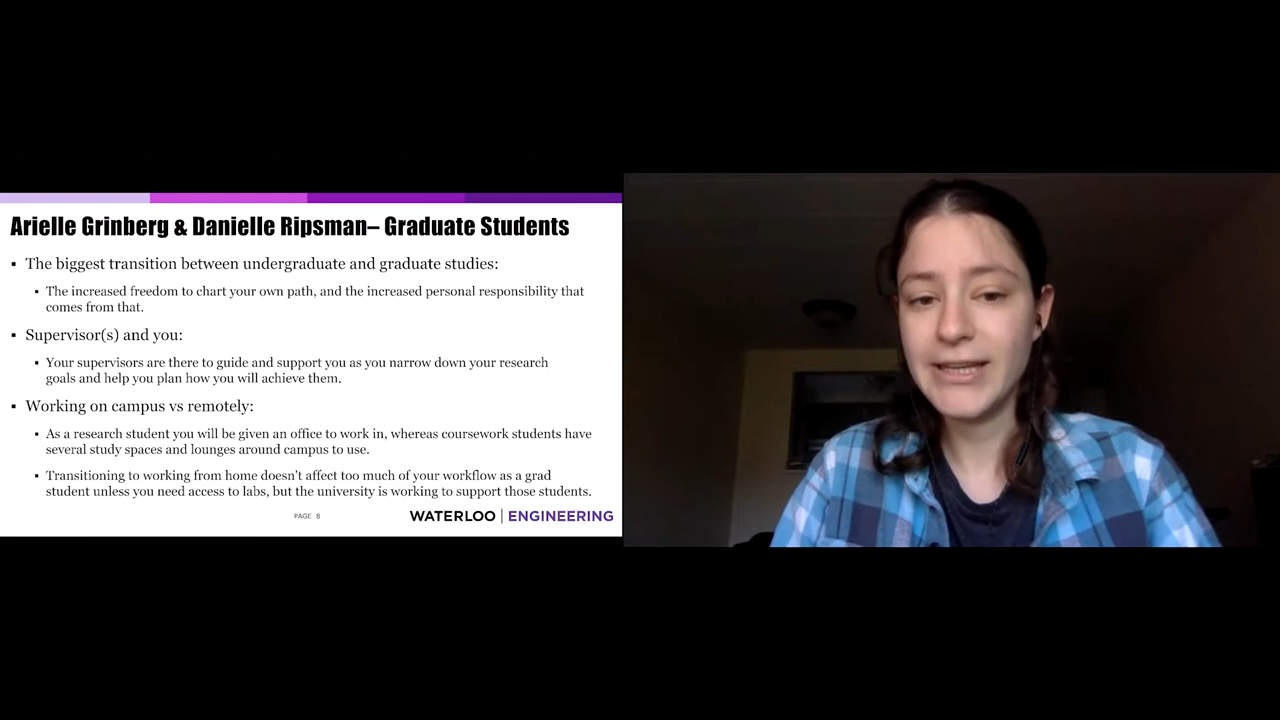 Arielle Grinberg & Danielle Ripsman– Graduate Students
▪ The biggest transition between undergraduate and graduate studies:
▪ The increased freedom to chart your own path, and the increased personal responsibility that
comes from that.
▪ Supervisor(s) and you:
▪ Your supervisors are there to guide and support you as you narrow down your research
goals and help you plan how you will achieve them.
▪ Working on campus vs remotely:
▪ As a research student you will be given an office to work in, whereas coursework students have
several study spaces and lounges around campus to use.
▪ Transitioning to working from home doesn't affect too much of your workflow as a grad
student unless you need access to labs, but the university is working to support those students.
PAGE 8
WATERLOO | ENGINEERING